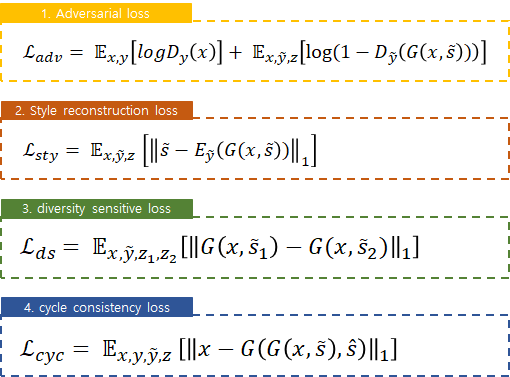 1. Adversarial loss
ℒ_adv = 𝔼_{x,y}[logD_y(x)] + 𝔼_{x,ỹ,z}[log(1 − D_ỹ(G(x,s̃)))]
2. Style reconstruction loss
ℒ_sty = 𝔼_{x,ỹ,z} [‖s̃ − E_ỹ(G(x,s̃))‖_1]
3. diversity sensitive loss
ℒ_ds = 𝔼_{x,ỹ,z_1,z_2}[‖G(x,s̃_1) − G(x,s̃_2)‖_1]
4. cycle consistency loss
ℒ_cyc = 𝔼_{x,y,ỹ,z} [‖x − G(G(x,s̃),ŝ)‖_1]